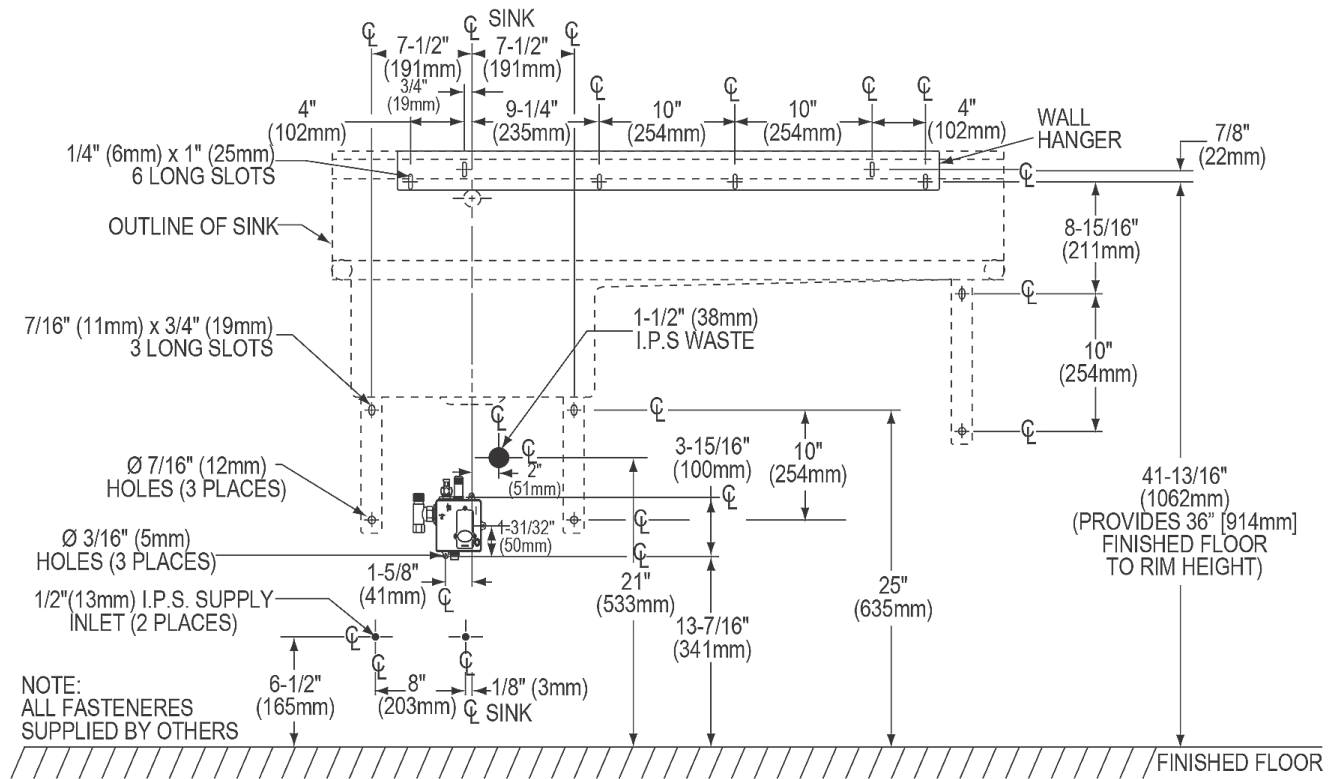 SINK
7-1/2"
(191mm)
7-1/2"
(191mm)
3/4"
(19mm)
4"
(102mm)
9-1/4"
(235mm)
10"
(254mm)
10"
(254mm)
4"
(102mm)
WALL
HANGER
7/8"
(22mm)
1/4" (6mm) x 1" (25mm)
6 LONG SLOTS
OUTLINE OF SINK
8-15/16"
(211mm)
7/16" (11mm) x 3/4" (19mm)
3 LONG SLOTS
1-1/2" (38mm)
I.P.S WASTE
10"
(254mm)
3-15/16"
(100mm)
10"
(254mm)
2"
(51mm)
Ø 7/16" (12mm)
HOLES (3 PLACES)
41-13/16"
(1062mm)
(PROVIDES 36" [914mm]
FINISHED FLOOR
TO RIM HEIGHT)
1-31/32"
(50mm)
Ø 3/16" (5mm)
HOLES (3 PLACES)
1-5/8"
(41mm)
21"
(533mm)
25"
(635mm)
1/2"(13mm) I.P.S. SUPPLY
INLET (2 PLACES)
13-7/16"
(341mm)
6-1/2"
(165mm)
8"
(203mm)
1/8" (3mm)
SINK
NOTE:
ALL FASTENERES
SUPPLIED BY OTHERS
FINISHED FLOOR